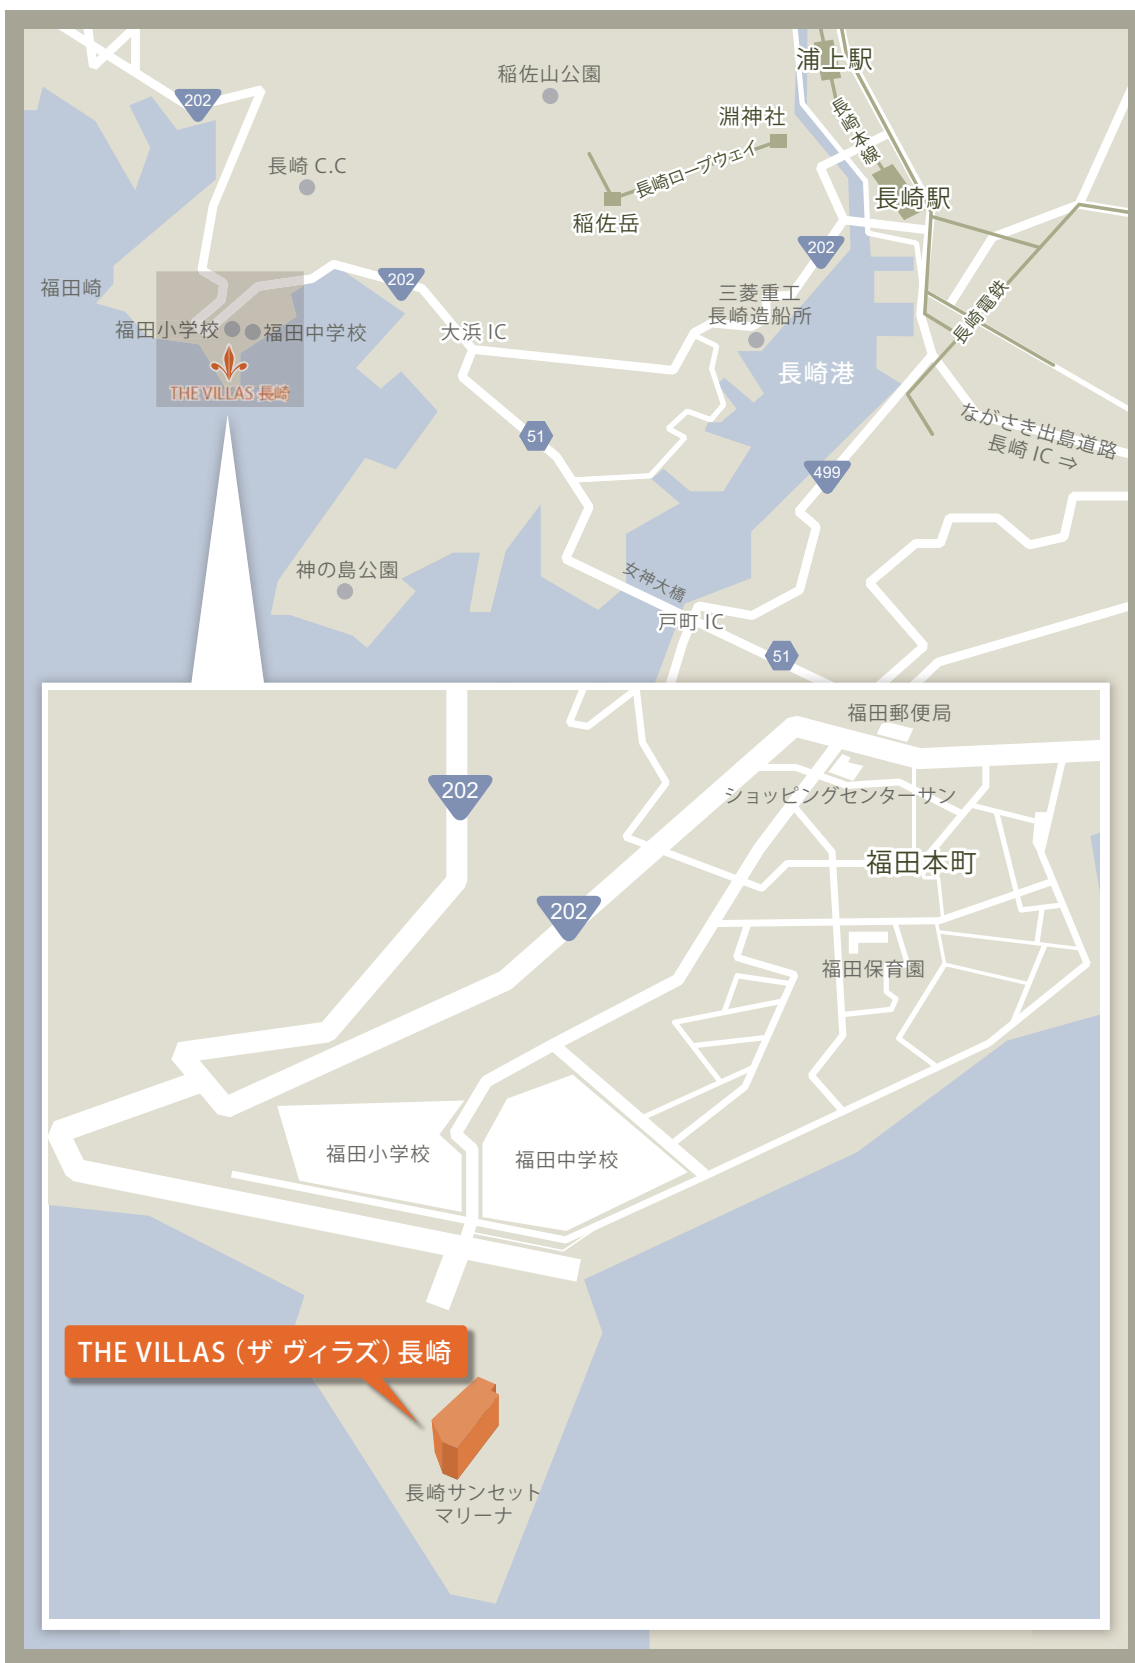 浦上駅
稲佐山公園
202
長崎本線
淵神社
長崎 C.C
長崎ロープウェイ
長崎駅
稲佐岳
202
福田崎
202
三菱重工
長崎造船所
長崎電鉄
福田小学校
福田中学校
大浜 IC
長崎港
THE VILLAS 長崎
ながさき出島道路
長崎 IC ⇒
51
499
神の島公園
女神大橋
戸町 IC
51
福田郵便局
202
ショッピングセンターサン
福田本町
202
福田保育園
福田小学校
福田中学校
THE VILLAS（ザ ヴィラズ）長崎
長崎サンセット
マリーナ